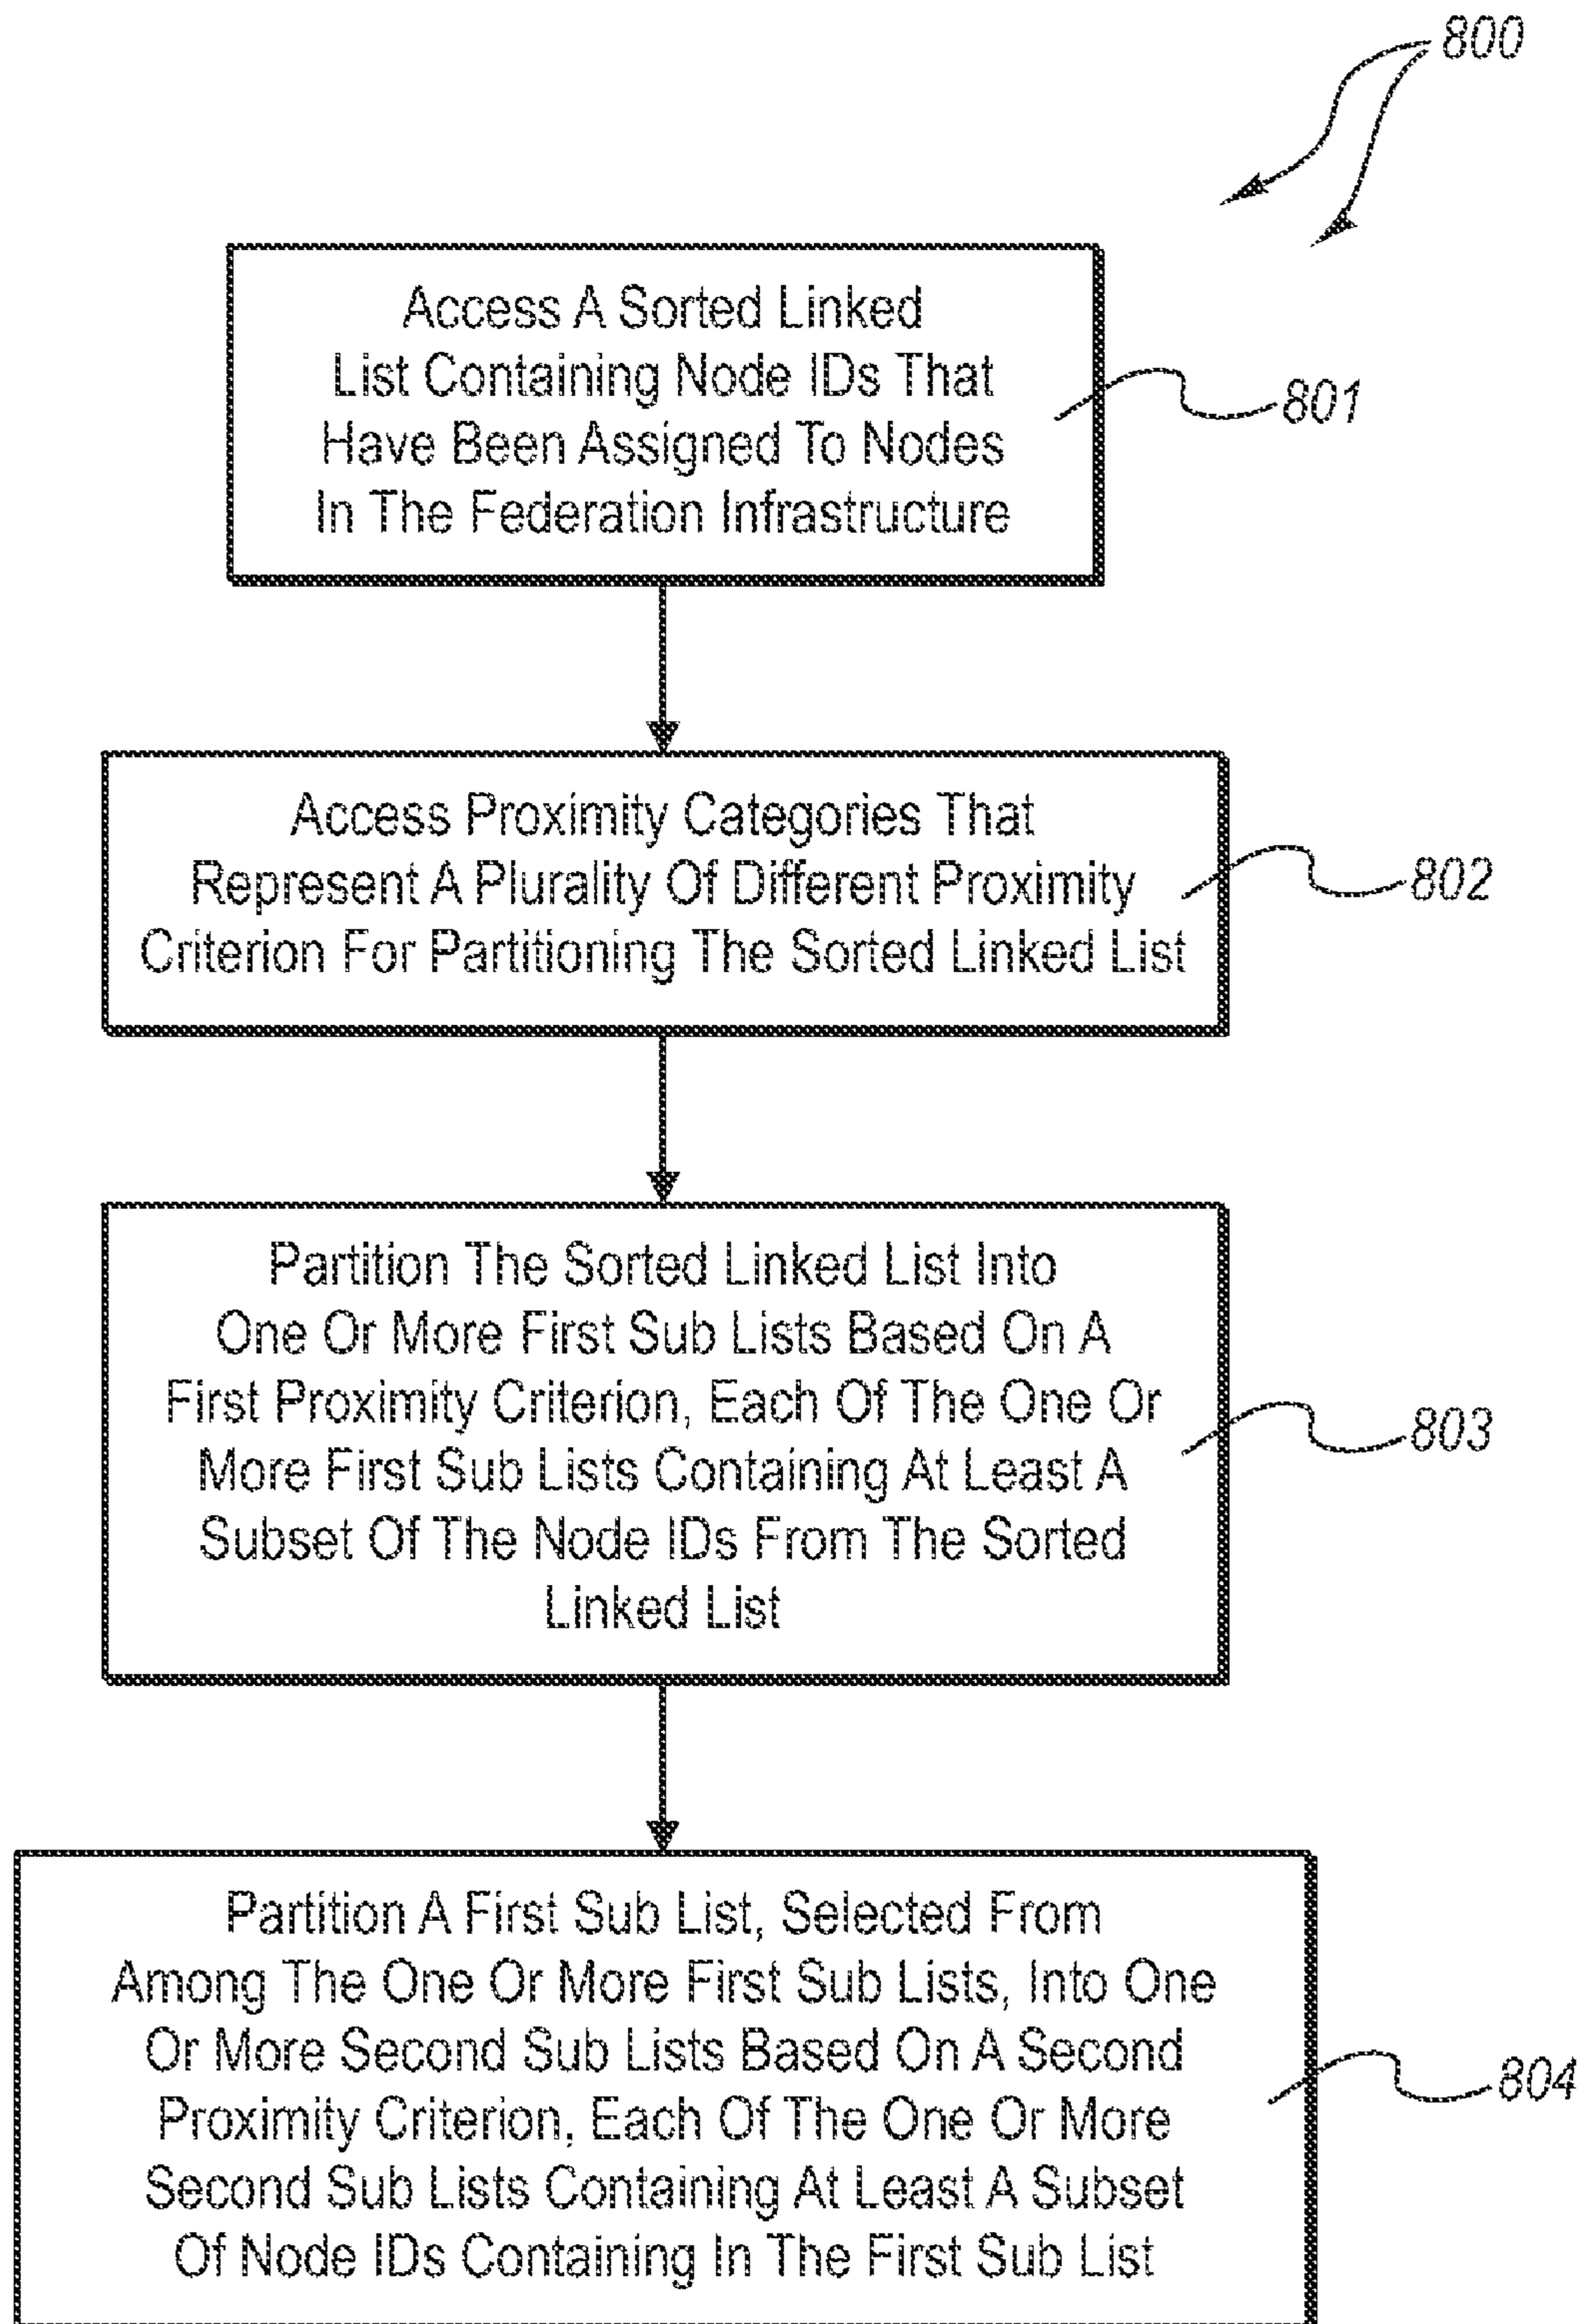 800
Access A Sorted Linked
List Containing Node IDs That
Have Been Assigned To Nodes
In The Federation Infrastructure
801
Access Proximity Categories That
Represent A Plurality Of Different Proximity
Criterion For Partitioning The Sorted Linked List
802
Partition The Sorted Linked List Into
One Or More First Sub Lists Based On A
First Proximity Criterion, Each Of The One Or
More First Sub Lists Containing At Least A
Subset Of The Node IDs From The Sorted
Linked List
803
Partition A First Sub List, Selected From
Among The One Or More First Sub Lists, Into One
Or More Second Sub Lists Based On A Second
Proximity Criterion, Each Of The One Or More
Second Sub Lists Containing At Least A Subset
Of Node IDs Containing In The First Sub List
804